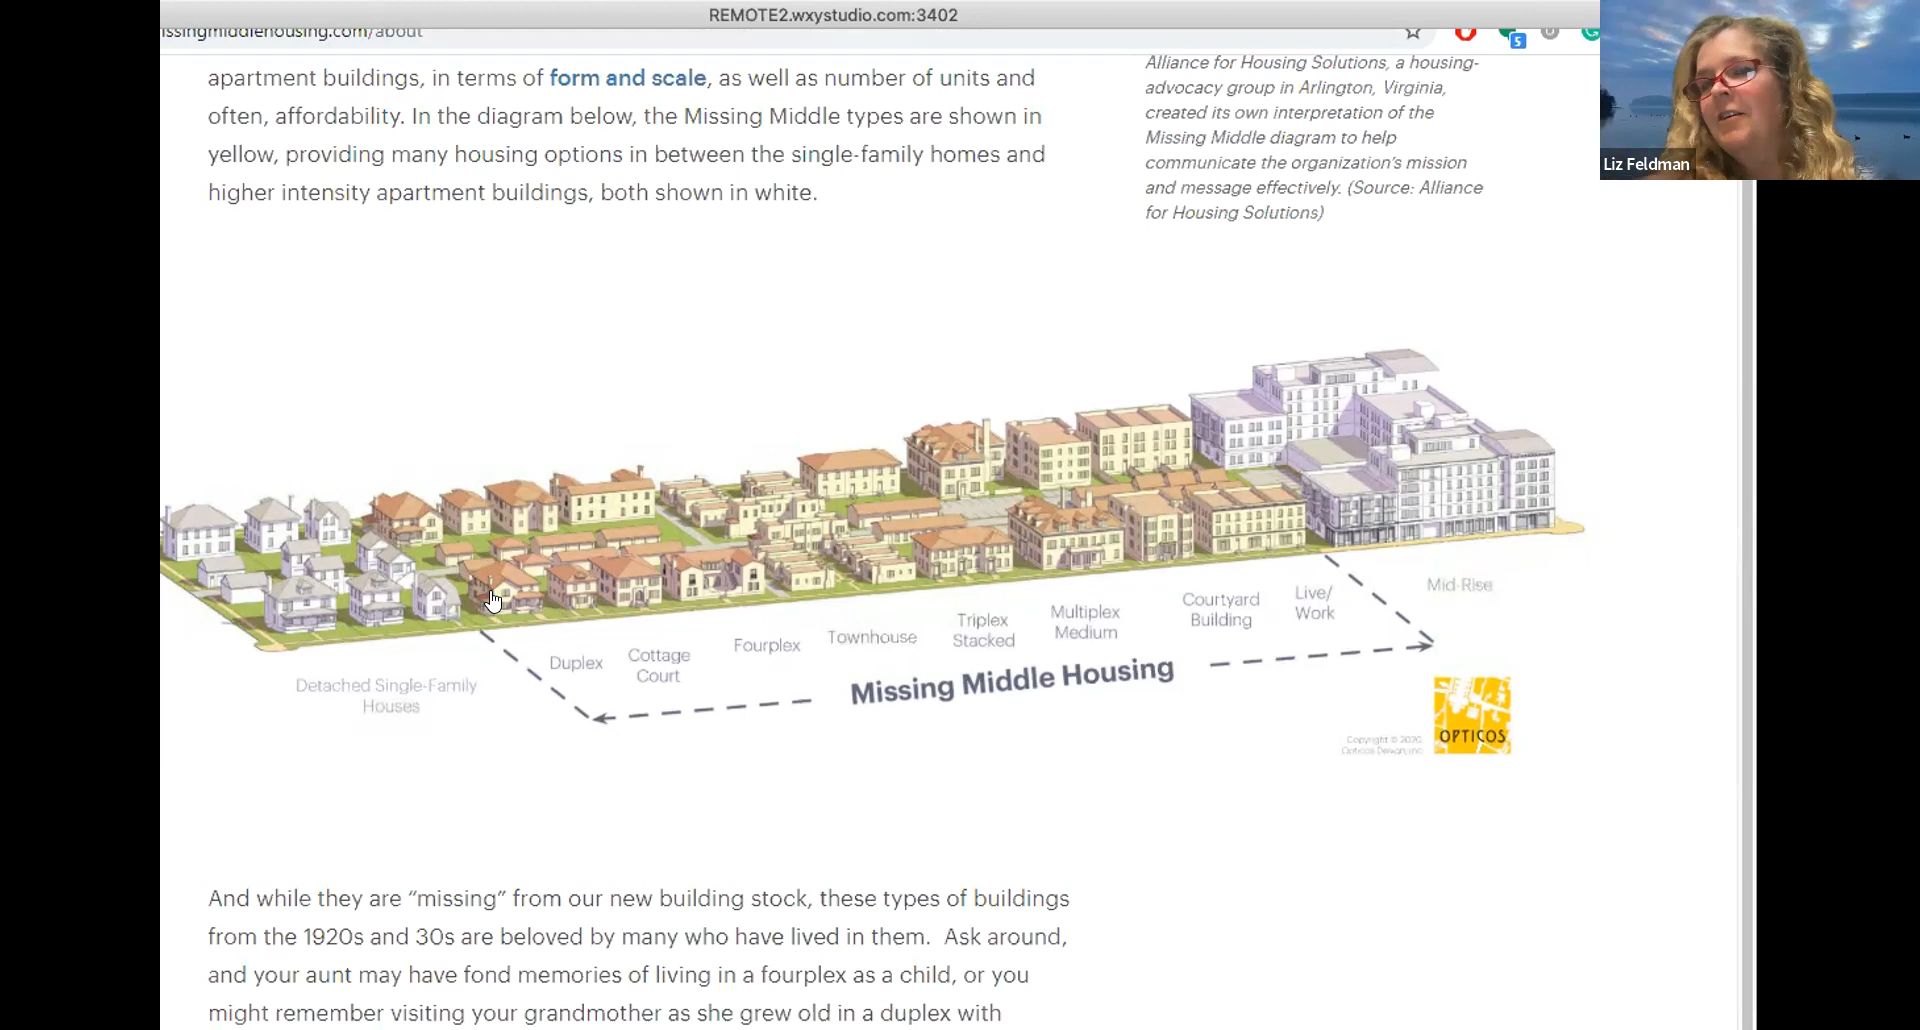 REMOTE2.wxystudio.com:3402
issingmiddlehousing.com/about
5
apartment buildings, in terms of form and scale, as well as number of units and
often, affordability. In the diagram below, the Missing Middle types are shown in
yellow, providing many housing options in between the single-family homes and
higher intensity apartment buildings, both shown in white.
Alliance for Housing Solutions, a housing-
advocacy group in Arlington, Virginia,
created its own interpretation of the
Missing Middle diagram to help
communicate the organization's mission
and message effectively. (Source: Alliance
for Housing Solutions)
Liz Feldman
Detached Single-Family
Houses
Duplex
Cottage
Court
Fourplex
Townhouse
Triplex
Stacked
Multiplex
Medium
Courtyard
Building
Live/
Work
Mid-Rise
Missing Middle Housing
Copyright © 2020
Opticos Design, Inc.
OPTICOS
And while they are “missing” from our new building stock, these types of buildings
from the 1920s and 30s are beloved by many who have lived in them. Ask around,
and your aunt may have fond memories of living in a fourplex as a child, or you
might remember visiting your grandmother as she grew old in a duplex with